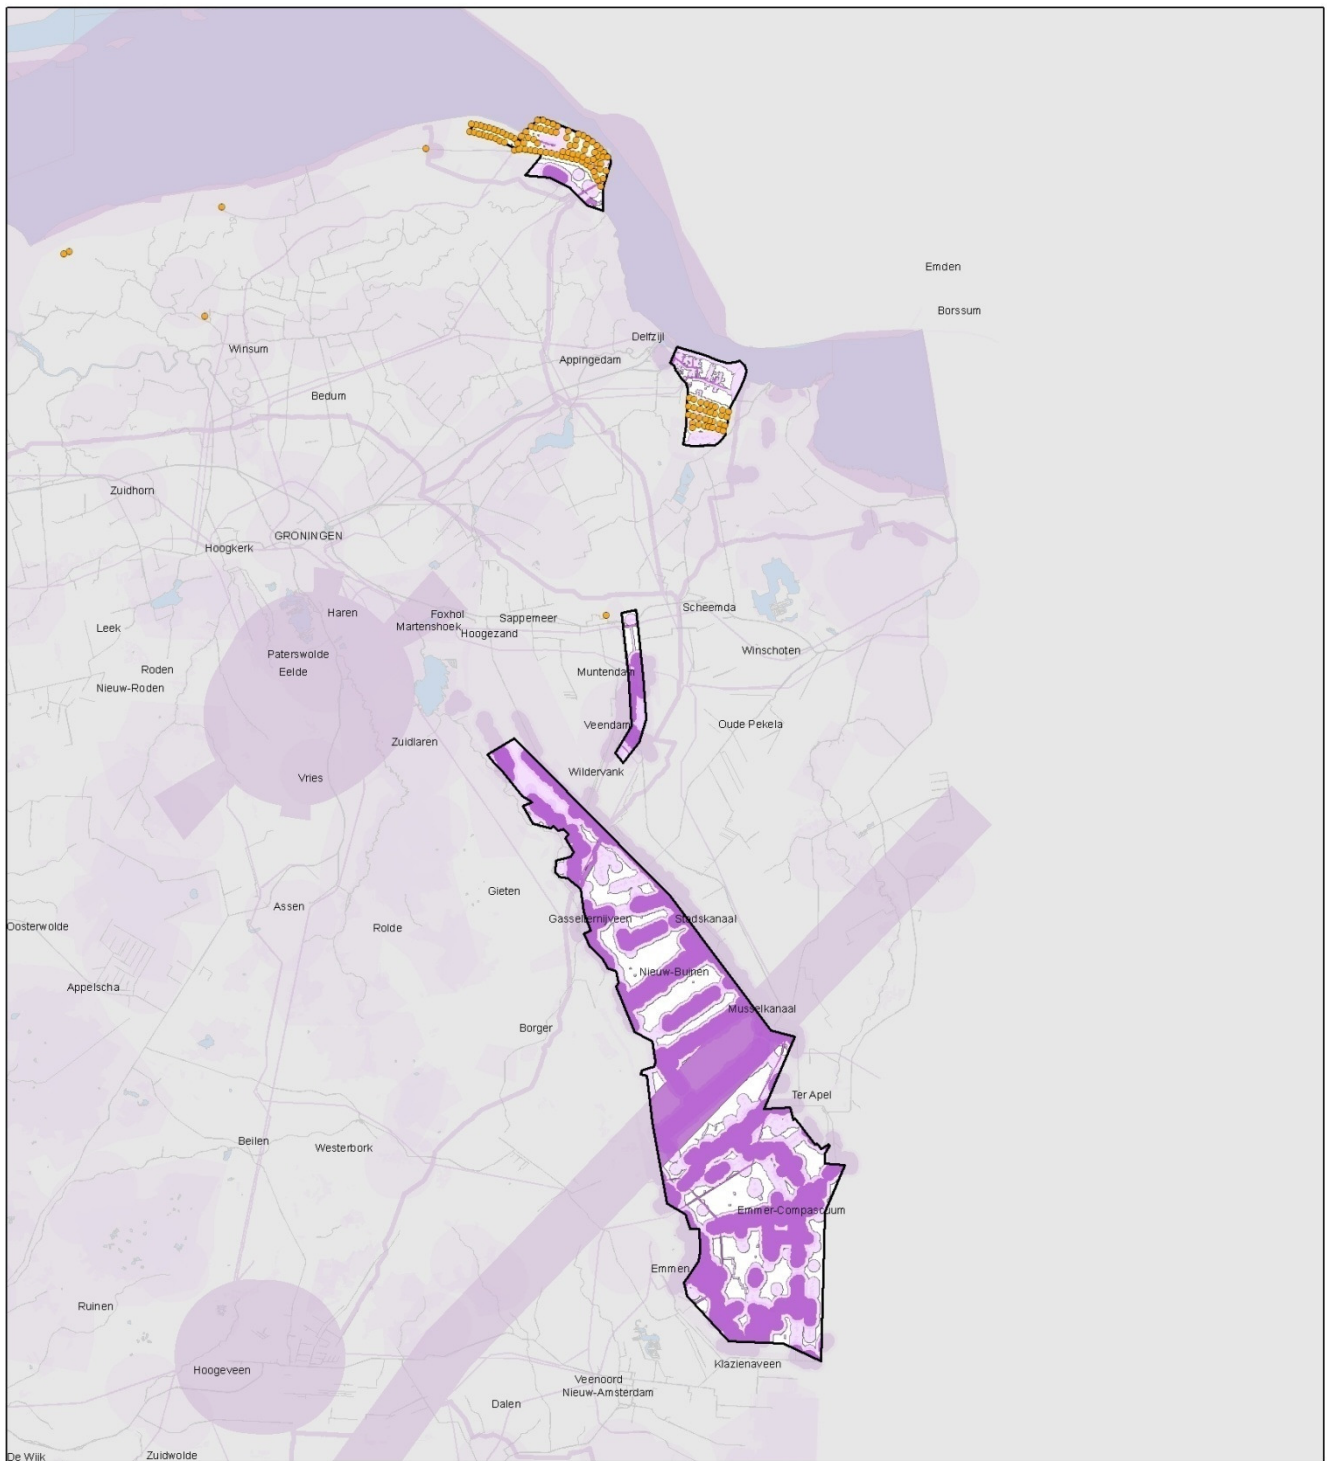 Emden
Borssum
Delfzijl
Appingedam
Winsum
Bedum
Zuidhorn
GRONINGEN
Hoogkerk
Scheemda
Haren
Foxhol
Sappemeer
Martenshoek
Hoogezand
Leek
Winschoten
Paterswolde
Roden
Eelde
Muntendam
Nieuw-Roden
Veendam
Oude Pekela
Zuidlaren
Wildervank
Vries
Gieten
Assen
Gasselternijveen
Stadskanaal
Oosterwolde
Rolde
Nieuw-Buinen
Appelscha
Musselkanaal
Borger
Ter Apel
Beilen
Westerbork
Emmer-Compascuum
Emmen
Ruinen
Klazienaveen
Hoogeveen
Veenoord
Nieuw-Amsterdam
Dalen
De Wijk
Zuidwolde